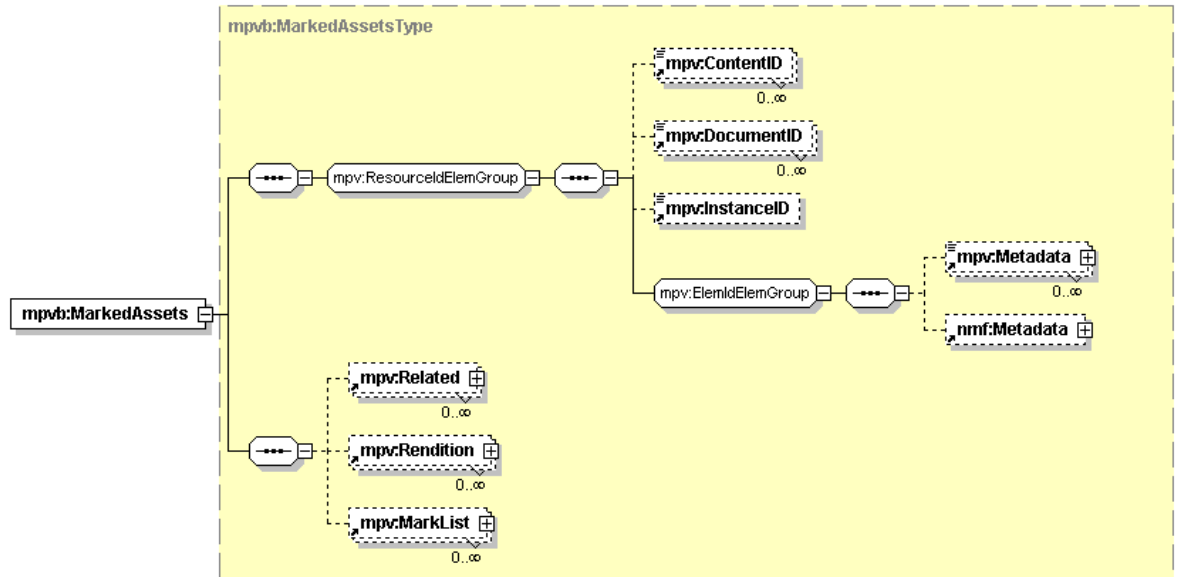 mpvb:MarkedAssetsType
mpv:ContentID
0..∞
mpv:DocumentID
0..∞
mpv:ResourceIdElemGroup
mpv:InstanceID
mpv:Metadata
0..∞
mpv:ElemIdElemGroup
nmf:Metadata
mpvb:MarkedAssets
mpv:Related
0..∞
mpv:Rendition
0..∞
mpv:MarkList
0..∞